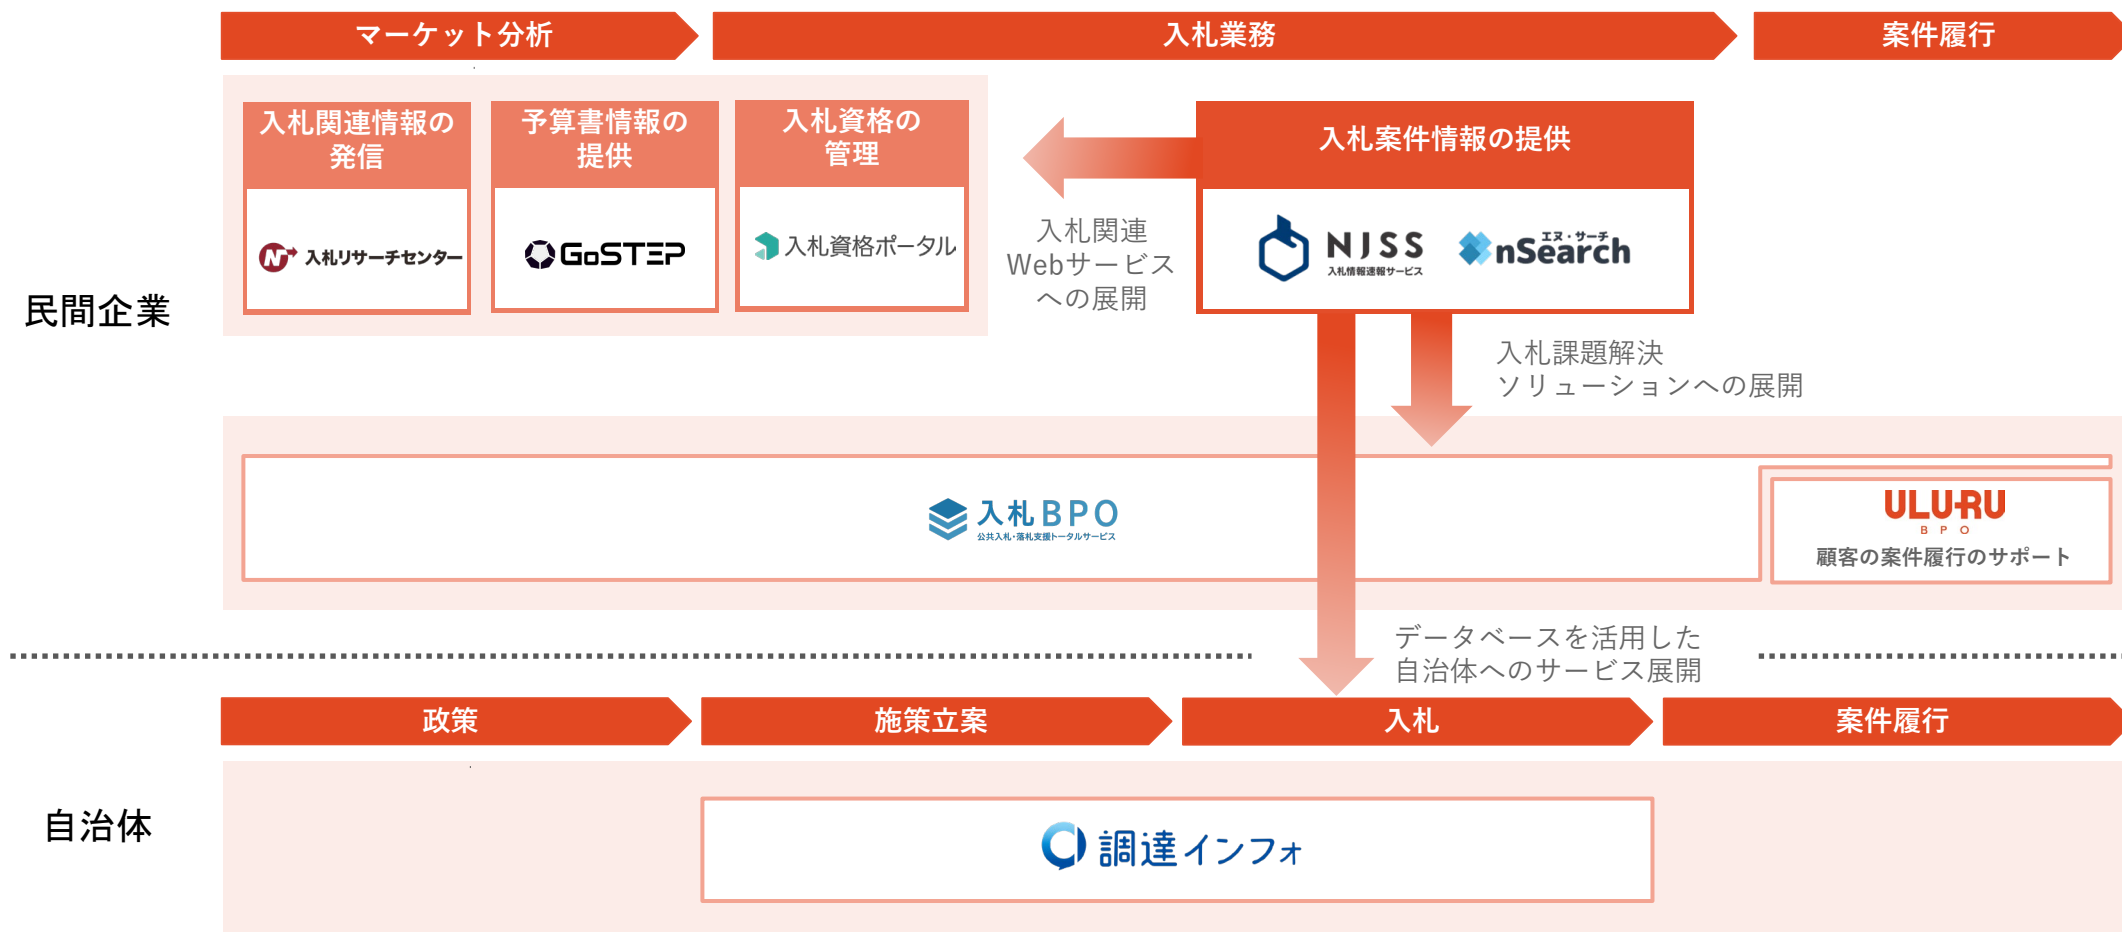 マーケット分析
入札業務
案件履行
民間企業
入札関連情報の
発信
入札リサーチセンター
予算書情報の
提供
GoSTEP
入札資格の
管理
入札資格ポータル
入札関連
Webサービス
への展開
入札案件情報の提供
NJSS
入札情報速報サービス
エヌ・サーチ
nSearch
入札課題解決
ソリューションへの展開
入札BPO
公共入札・落札支援トータルサービス
ULURU
BPO
顧客の案件履行のサポート
データベースを活用した
自治体へのサービス展開
政策
施策立案
入札
案件履行
自治体
調達インフォ